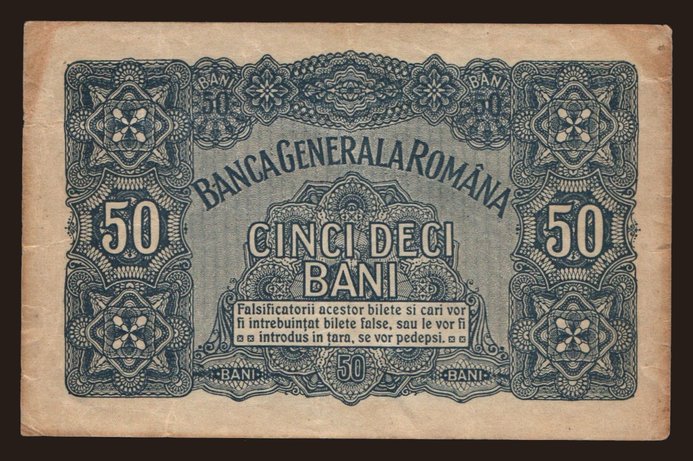 BANI BANI
50 50
BANCA GENERALA ROMÂNA
50 CINCI DECI 50
BANI
Falsificatorii acestor bilete si cari vor
fi intrebuințat bilete false, sau le vor fi
introdus in tara, se vor pedepsi.
BANI 50 BANI